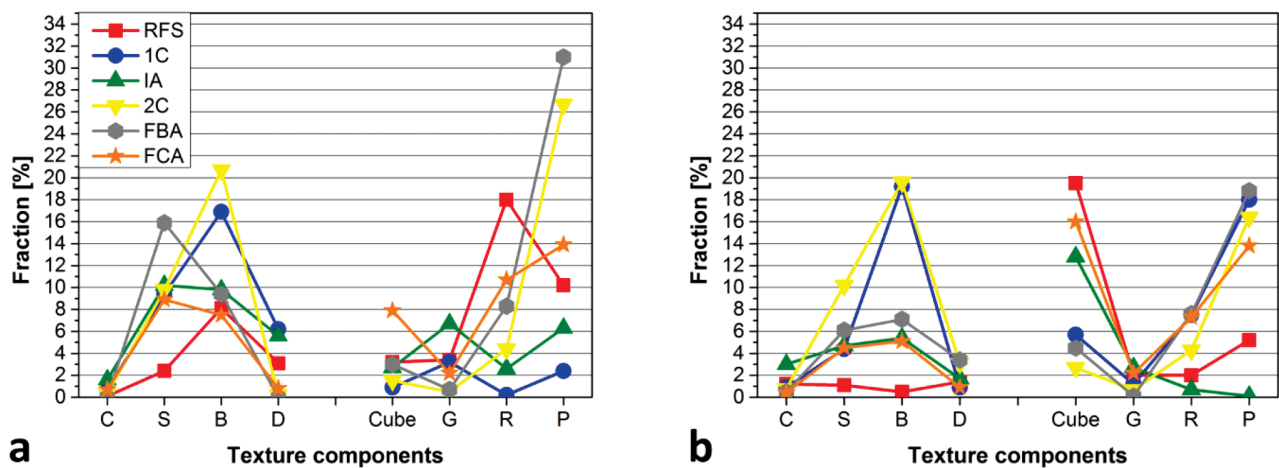 34
32
30
28
26
24
22
20
18
16
14
12
10
8
6
4
2
0
Fraction [%]
RFS
1C
IA
2C
FBA
FCA
C S B D Cube G R P
Texture components
a
34
32
30
28
26
24
22
20
18
16
14
12
10
8
6
4
2
0
Fraction [%]
C S B D Cube G R P
Texture components
b